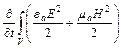 ∂/∂t ∫_V ( ε₀E²/2 + μ₀H²/2 )